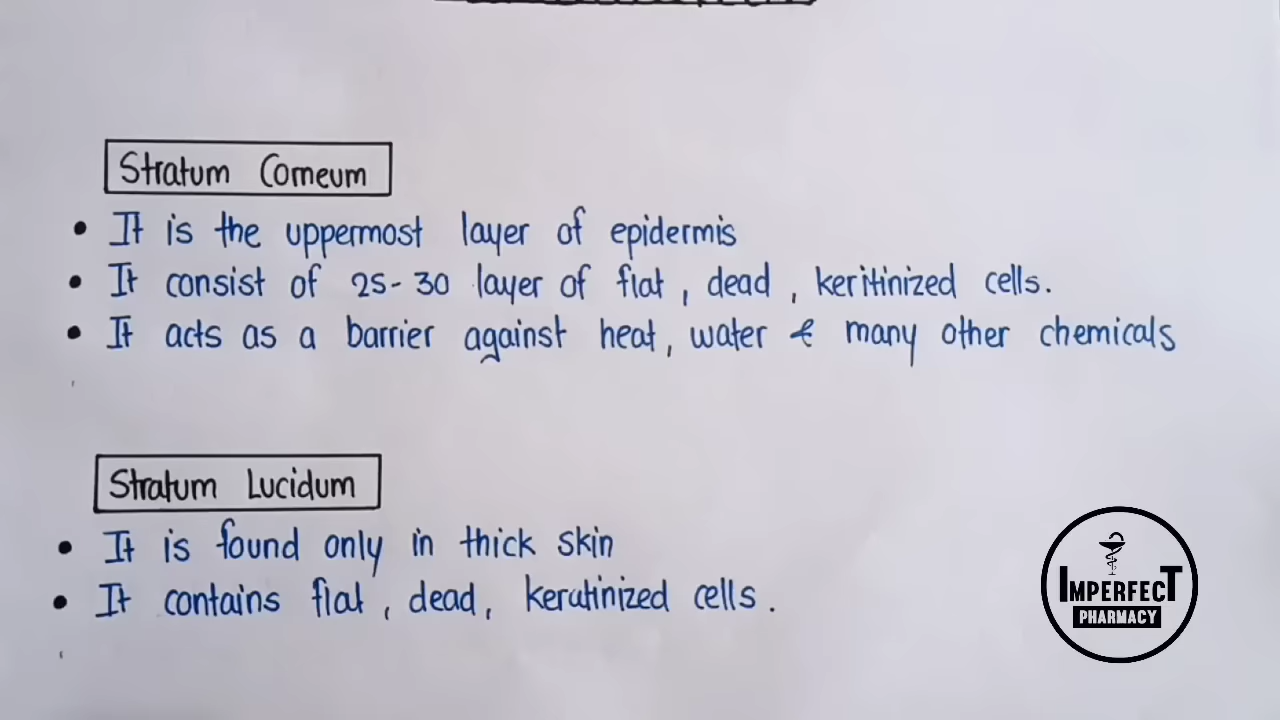 Stratum Corneum
• It is the uppermost layer of epidermis
• It consist of 25-30 layer of flat, dead, keritinized cells.
• It acts as a barrier against heat, water & many other chemicals
Stratum Lucidum
• It is found only in thick skin
• It contains flat, dead, keratinized cells.
IMPERFECT
PHARMACY